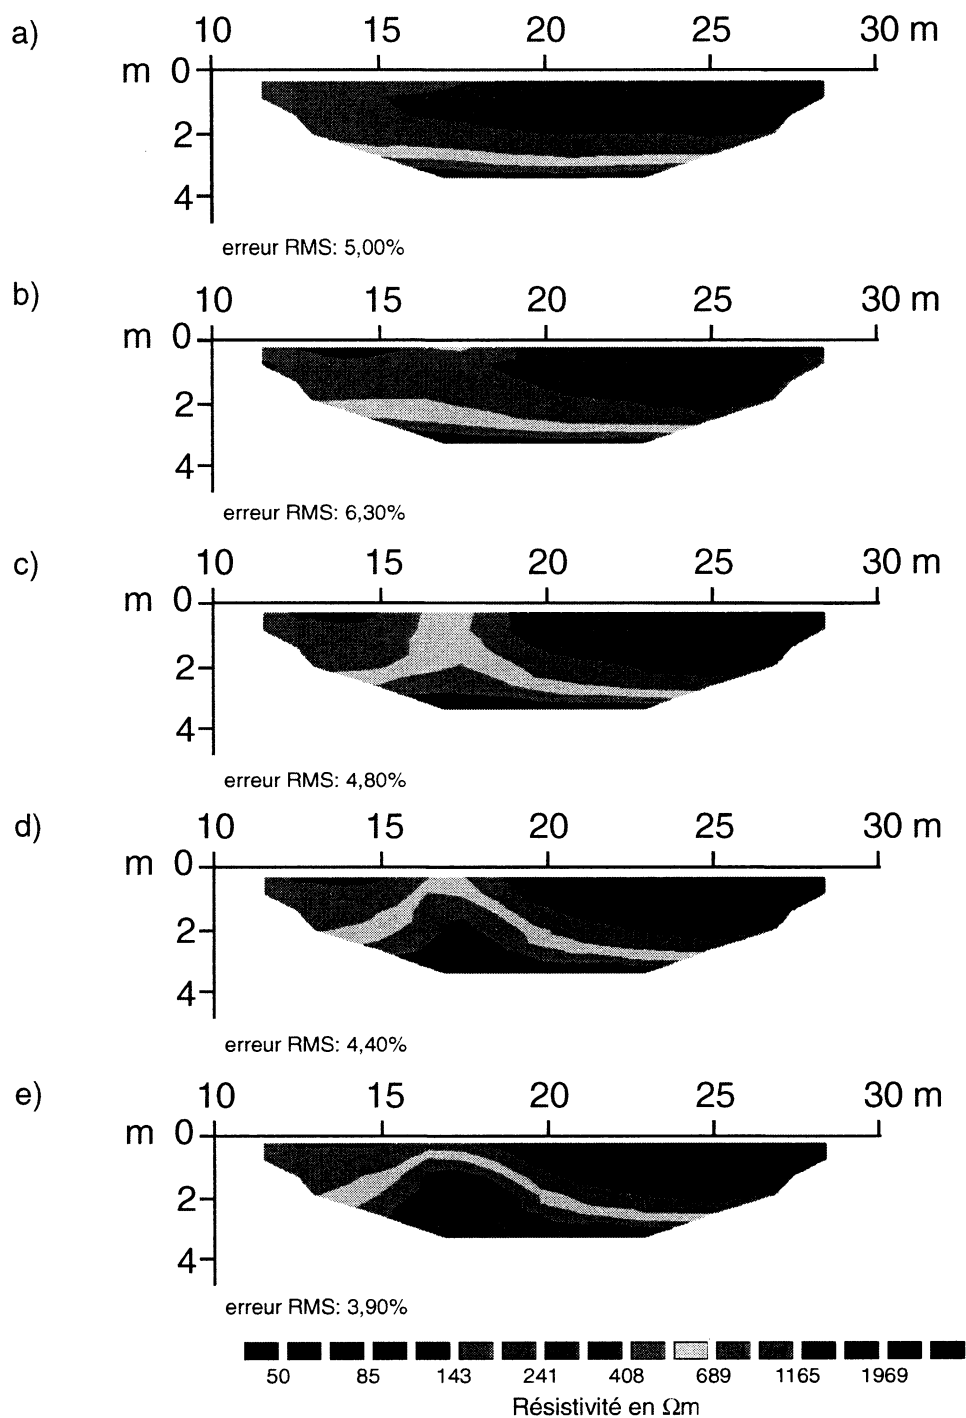 a)
10 15 20 25 30 m
m 0
2
4
erreur RMS: 5,00%
b)
10 15 20 25 30 m
m 0
2
4
erreur RMS: 6,30%
c)
10 15 20 25 30 m
m 0
2
4
erreur RMS: 4,80%
d)
10 15 20 25 30 m
m 0
2
4
erreur RMS: 4,40%
e)
10 15 20 25 30 m
m 0
2
4
erreur RMS: 3,90%
50 85 143 241 408 689 1165 1969
Résistivité en Ωm